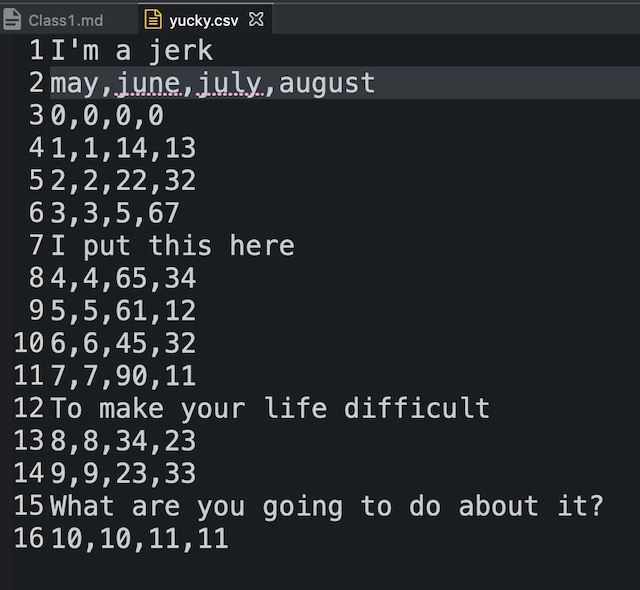 Class1.md yucky.csv
1 I'm a jerk
2 may,june,july,august
3 0,0,0,0
4 1,1,14,13
5 2,2,22,32
6 3,3,5,67
7 I put this here
8 4,4,65,34
9 5,5,61,12
10 6,6,45,32
11 7,7,90,11
12 To make your life difficult
13 8,8,34,23
14 9,9,23,33
15 What are you going to do about it?
16 10,10,11,11